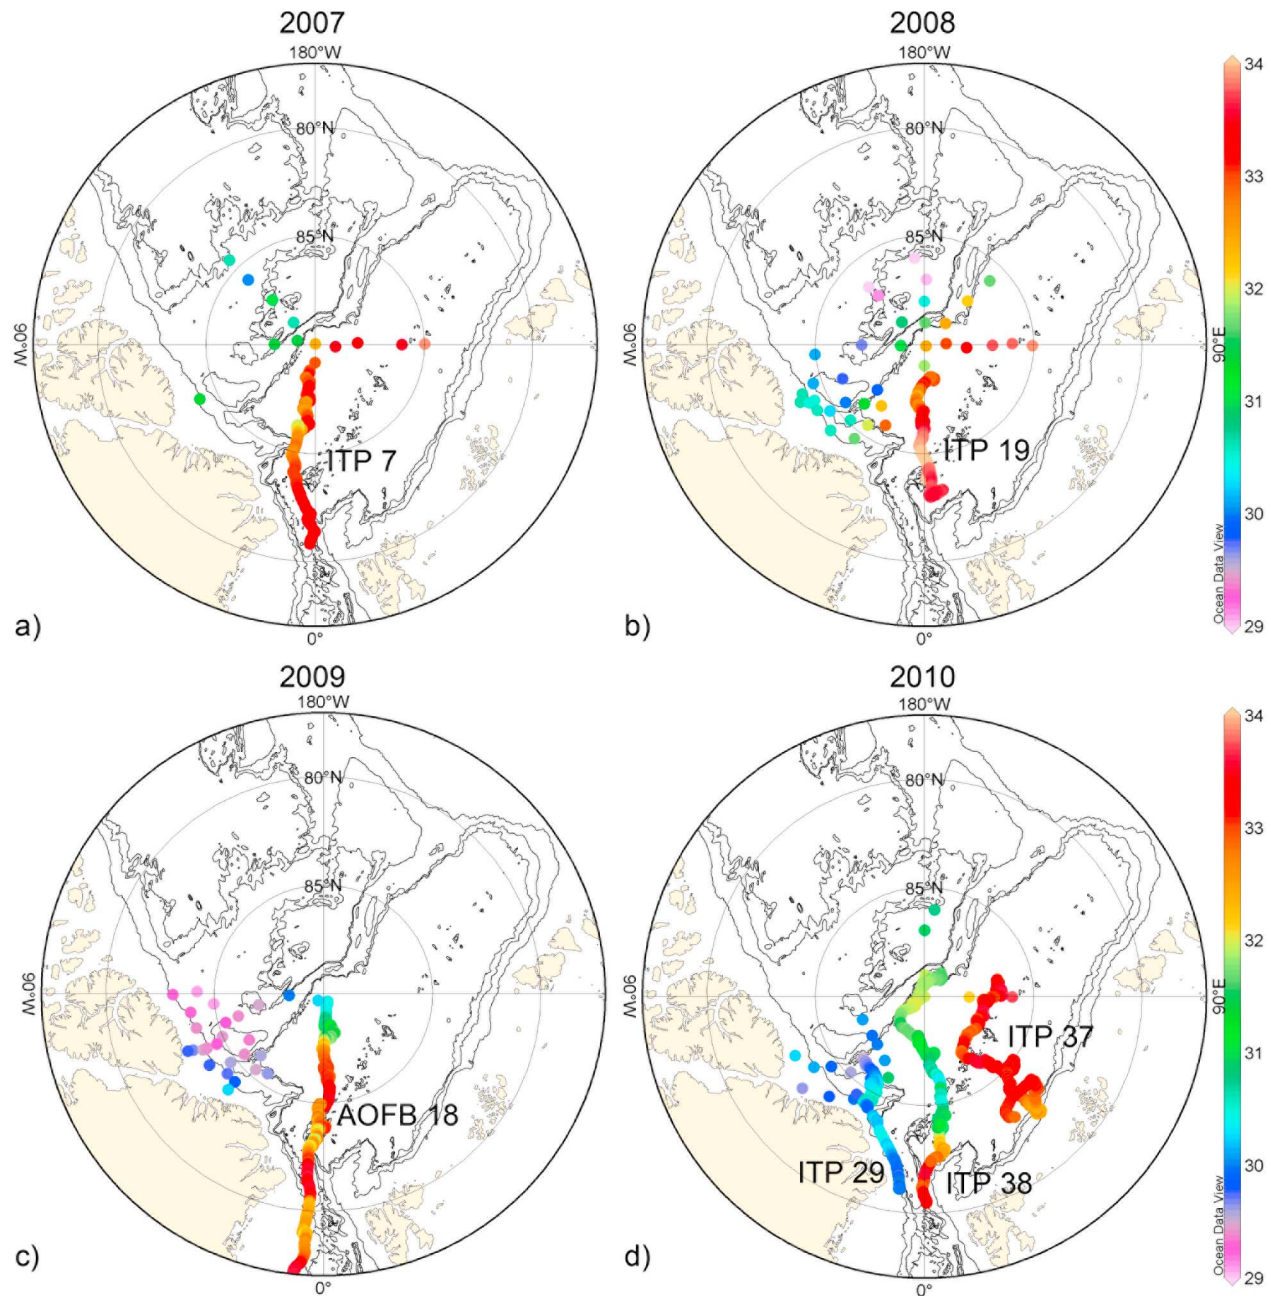 2007
2008
180°W
180°W
34
80°N
80°N
33
85°N
85°N
32
90°W
90°W
90°E
31
ITP 7
ITP 19
30
Ocean Data View
29
a)
b)
0°
0°
2009
2010
180°W
180°W
34
80°N
80°N
33
85°N
85°N
32
90°W
90°W
90°E
ITP 37
31
AOFB 18
ITP 29
ITP 38
30
Ocean Data View
29
c)
d)
0°
0°